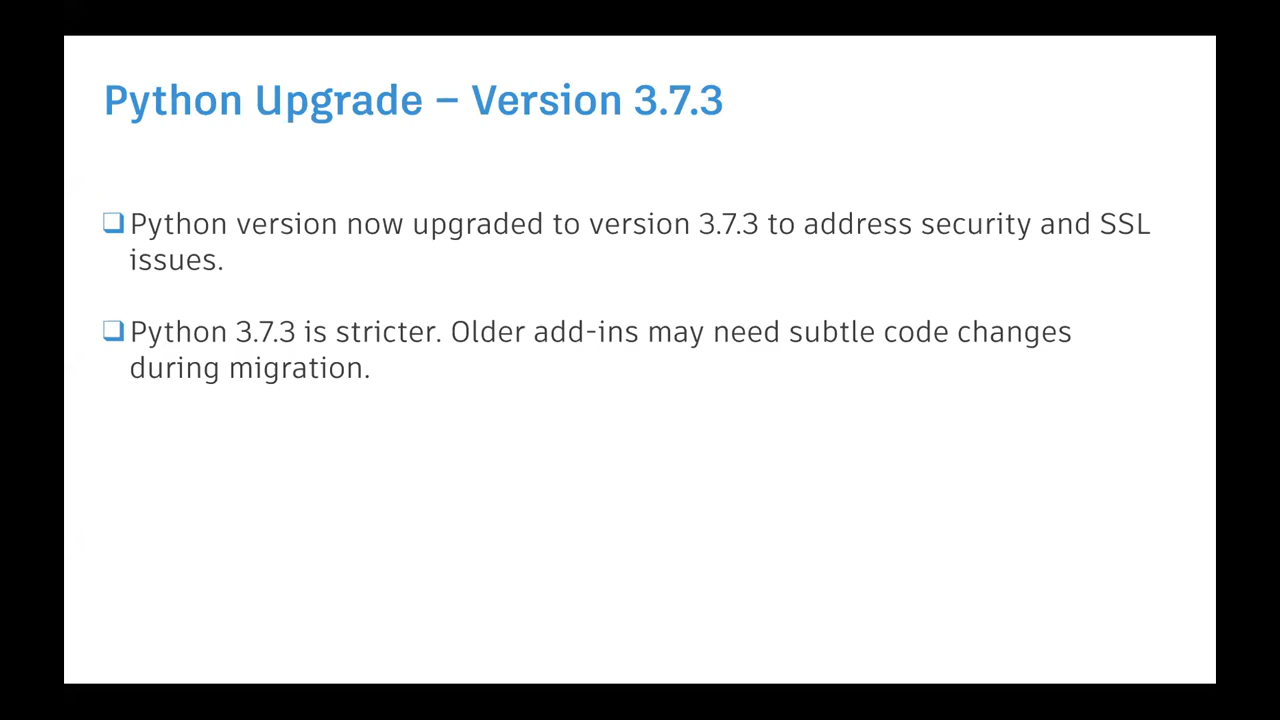 Python Upgrade – Version 3.7.3
❑Python version now upgraded to version 3.7.3 to address security and SSL
issues.
❑Python 3.7.3 is stricter. Older add-ins may need subtle code changes
during migration.